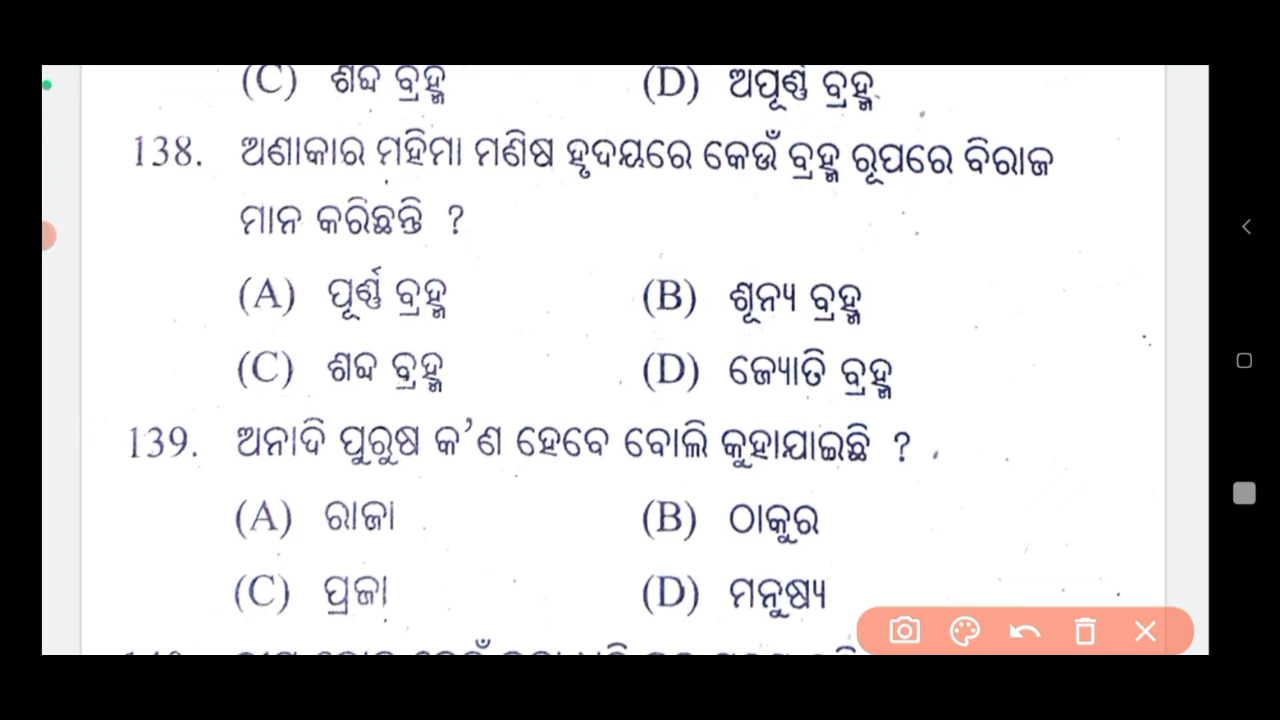 (C) ଶବ୍ଦ ବ୍ରହ୍ମ (D) ଅପୂର୍ଣ୍ଣ ବ୍ରହ୍ମ
138. ଅଣାକାର ମହିମା ମଣିଷ ହୃଦୟରେ କେଉଁ ବ୍ରହ୍ମ ରୂପରେ ବିରାଜ
ମାନ କରିଛନ୍ତି ?
(A) ପୂର୍ଣ୍ଣ ବ୍ରହ୍ମ (B) ଶୂନ୍ୟ ବ୍ରହ୍ମ
(C) ଶବ୍ଦ ବ୍ରହ୍ମ (D) ଜ୍ୟୋତି ବ୍ରହ୍ମ
139. ଅନାଦି ପୁରୁଷ କ'ଣ ହେବେ ବୋଲି କୁହାଯାଇଛି ?
(A) ରାଜା (B) ଠାକୁର
(C) ପ୍ରଜା (D) ମନୁଷ୍ୟ